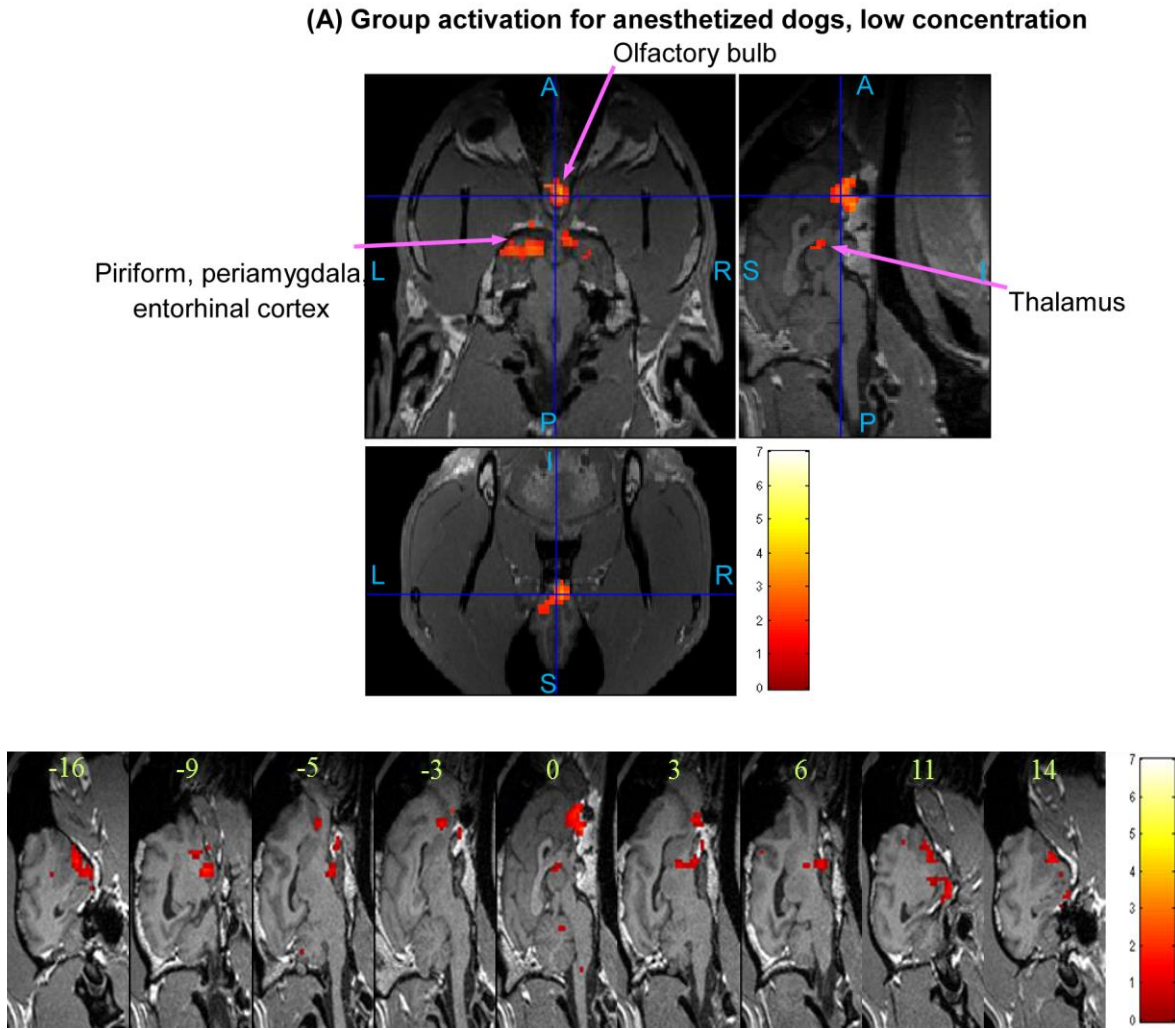 (A) Group activation for anesthetized dogs, low concentration
Olfactory bulb
A
A
Piriform, periamygdala,
entorhinal cortex
L
R
S
I
Thalamus
P
P
I
L
R
S
7
6
5
4
3
2
1
0
-16
-9
-5
-3
0
3
6
11
14
7
6
5
4
3
2
1
0